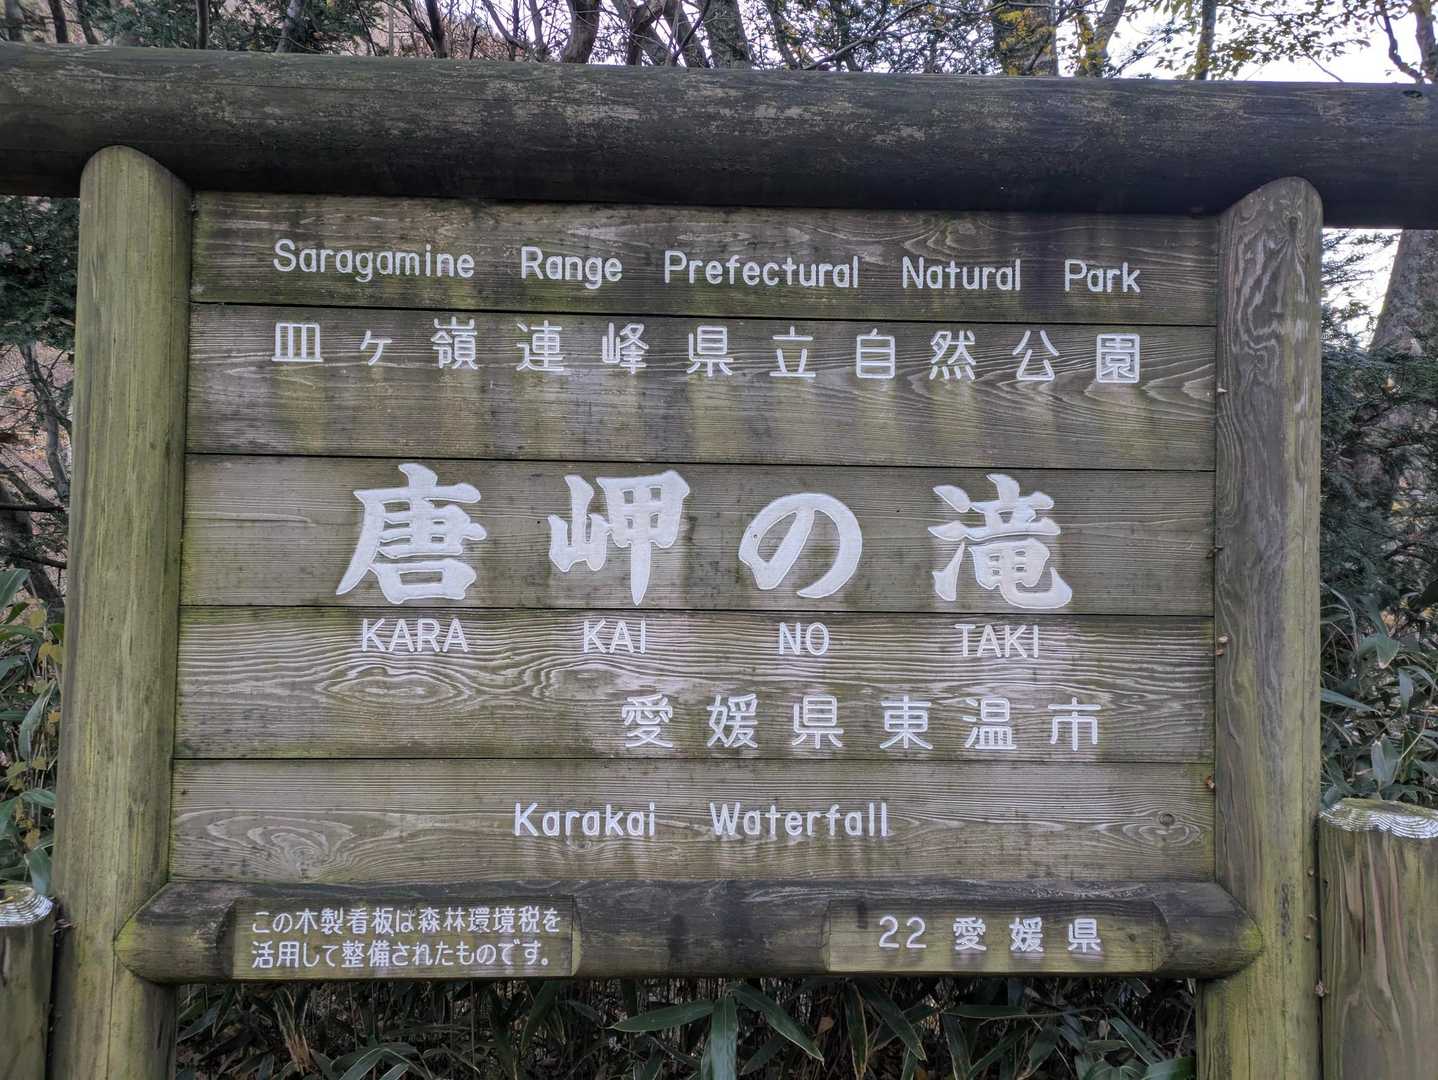 Saragamine Range Prefectural Natural Park
皿ヶ嶺連峰県立自然公園
唐岬の滝
KARA KAI NO TAKI
愛媛県東温市
Karakai Waterfall
この木製看板は森林環境税を
活用して整備されたものです。
22 愛媛県